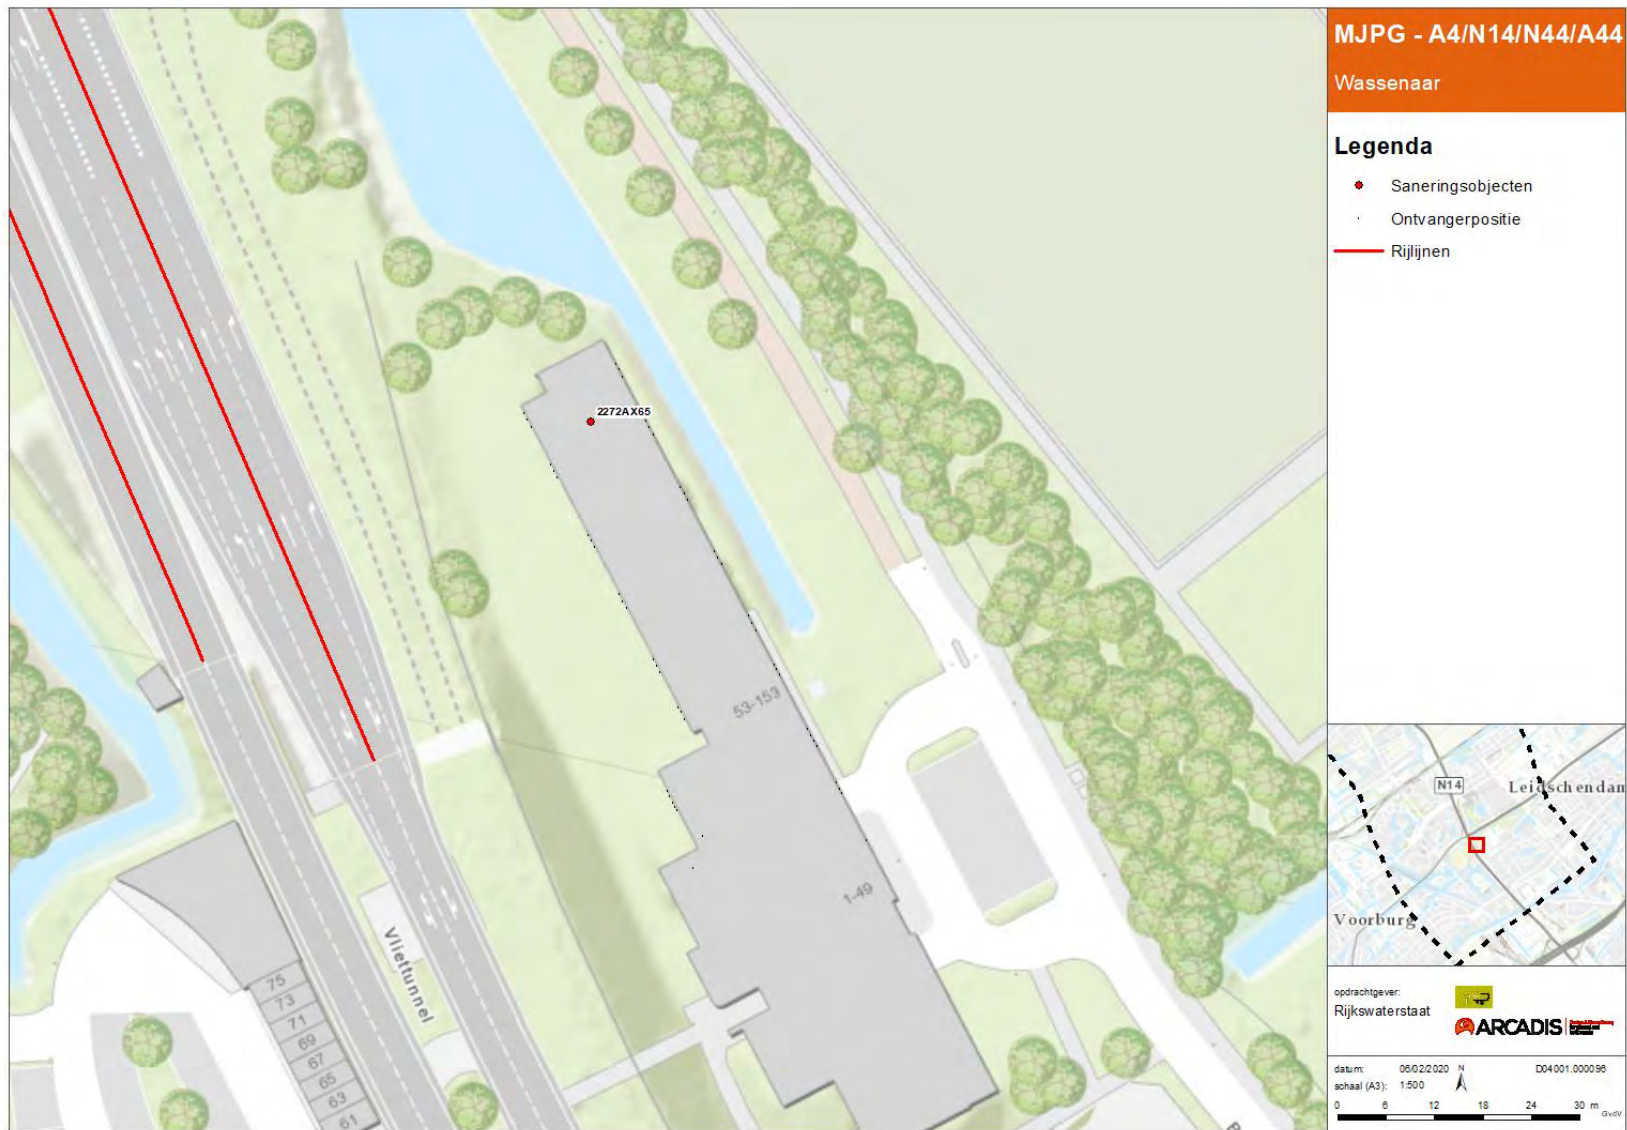 MJPG - A4/N14/N44/A44
Wassenaar
Legenda
Saneringsobjecten
Ontvangerpositie
Rijlijnen
2272AX65
53-153
1-49
Vliettunnel
75
73
71
69
67
65
63
61
N14
Leidschendam
Voorburg
opdrachtgever:
Rijkswaterstaat
ARCADIS
datum: 06/02/2020 N D04001.000096
schaal (A3): 1:500
0 6 12 18 24 30 m
GvdV